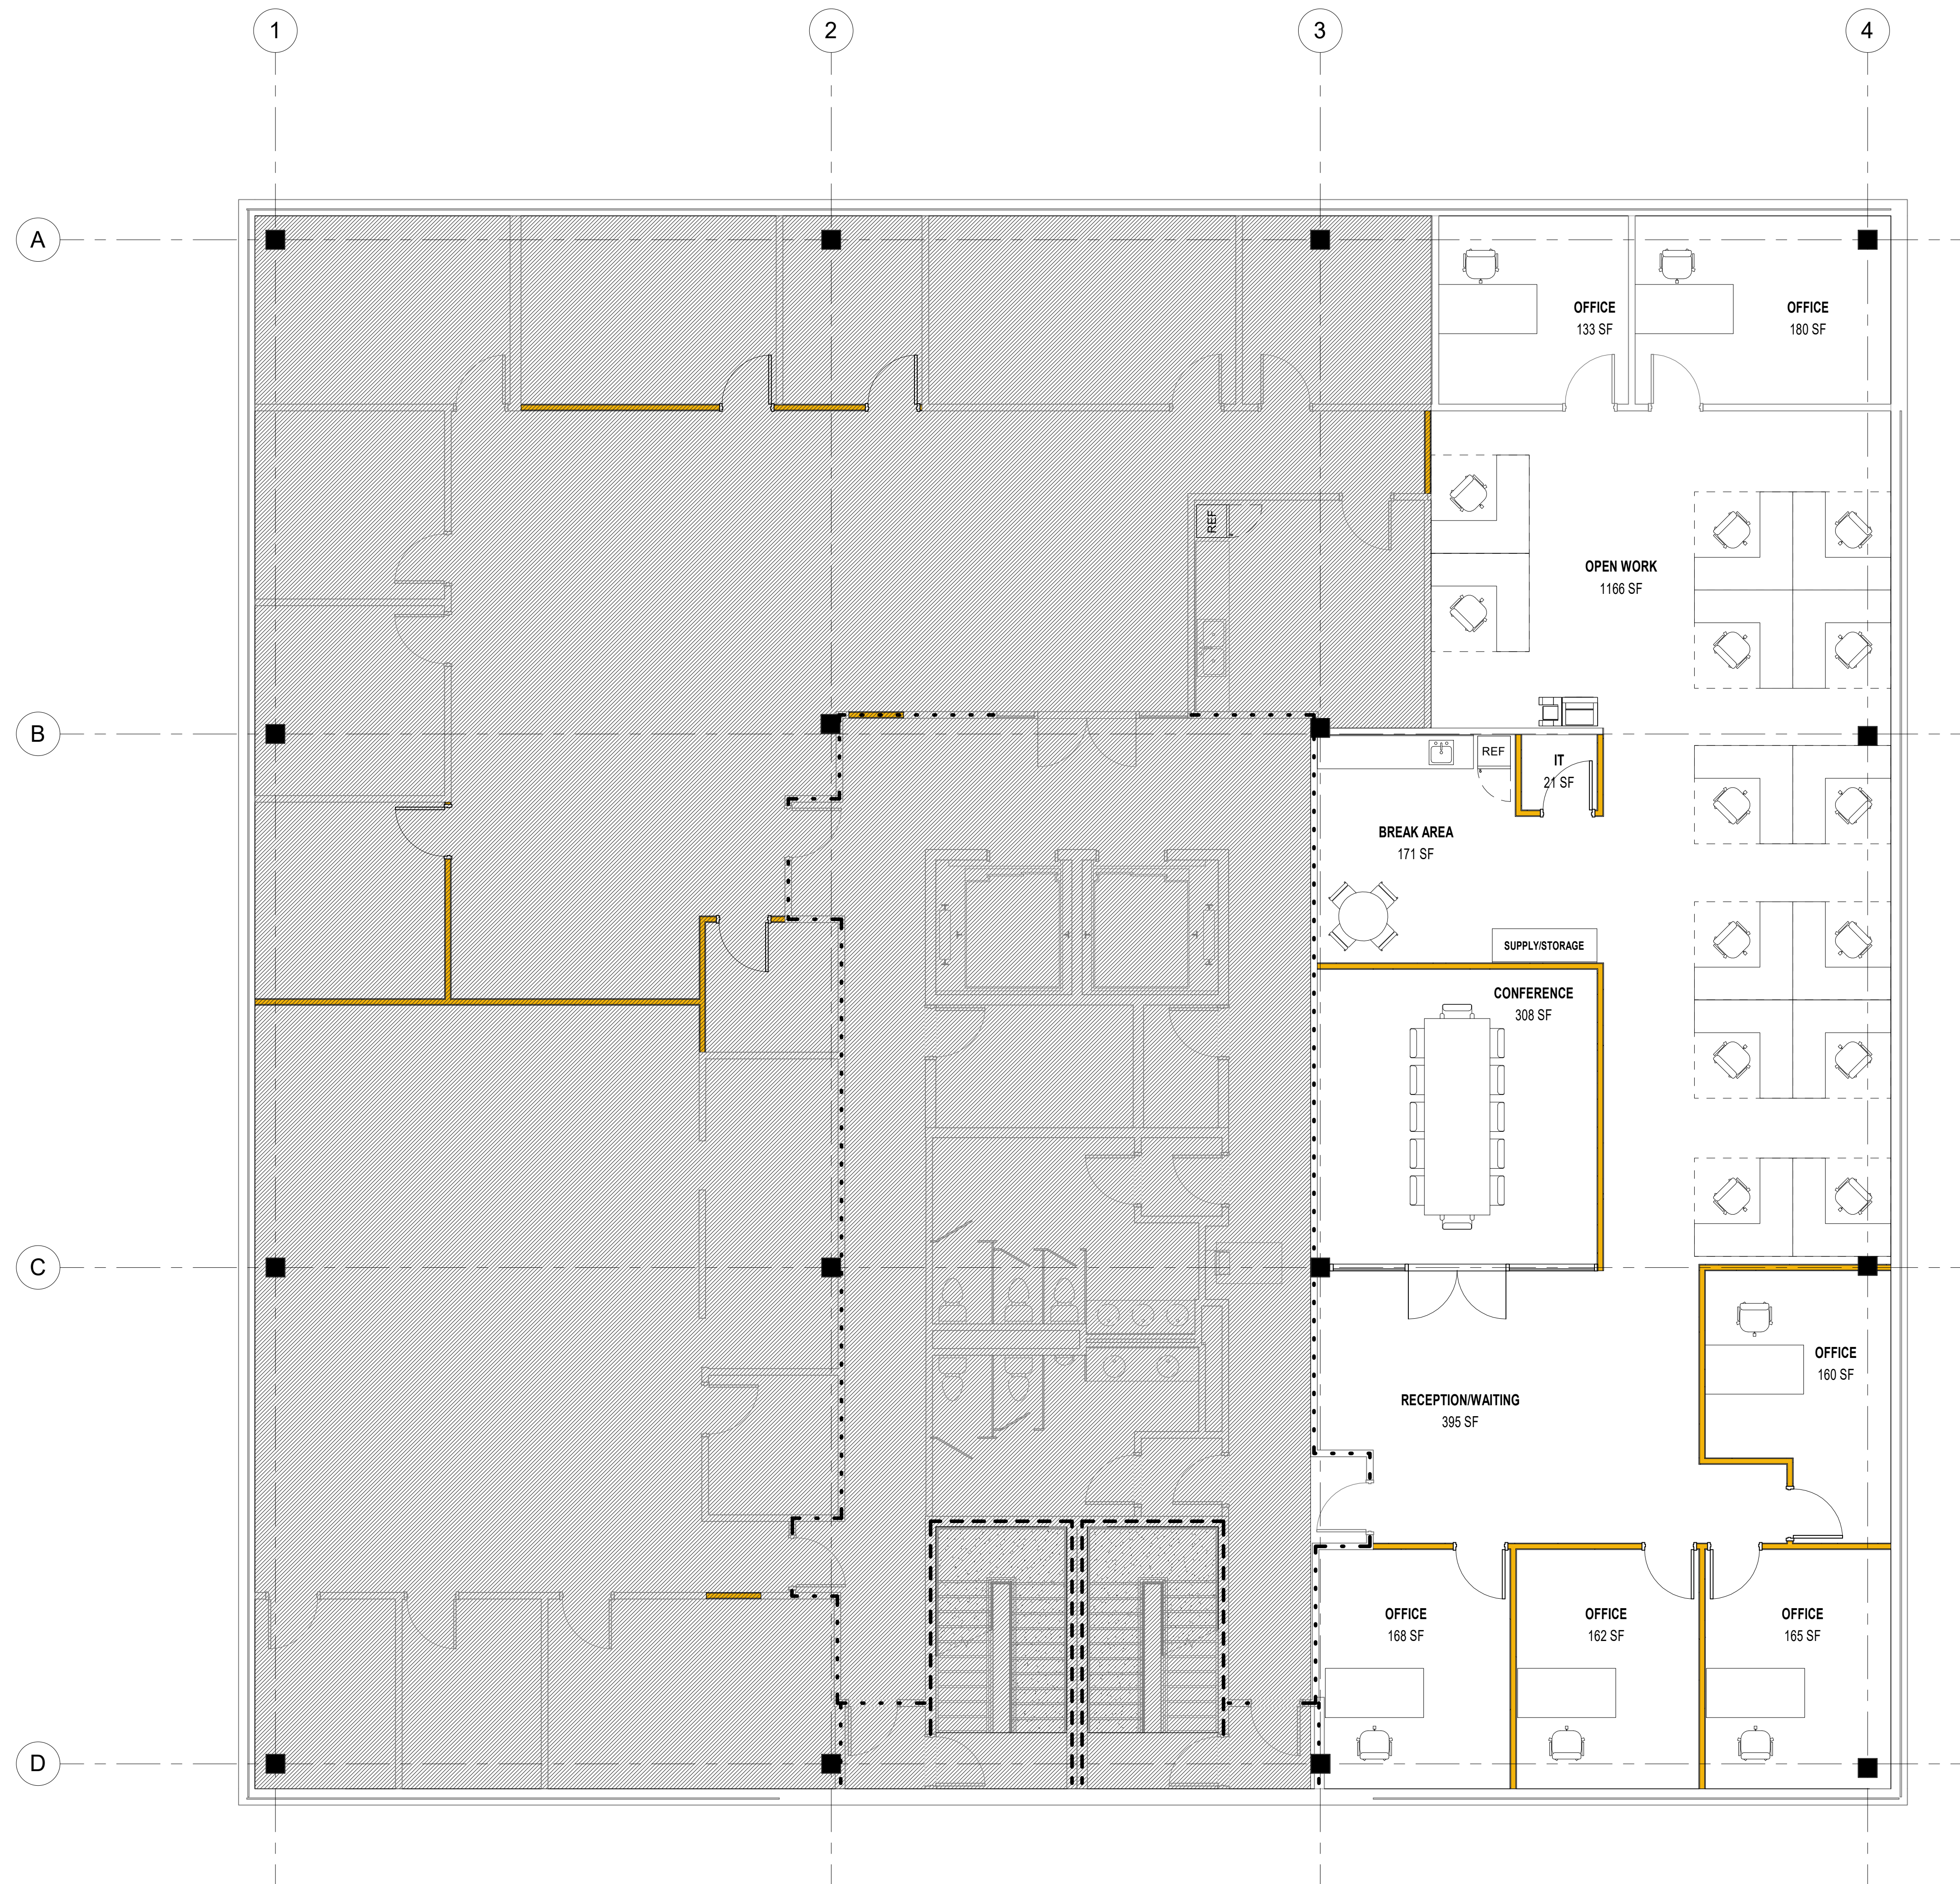 1
2
3
4
A
OFFICE
133 SF
OFFICE
180 SF
REF
OPEN WORK
1166 SF
B
REF
IT
21 SF
BREAK AREA
171 SF
SUPPLY/STORAGE
CONFERENCE
308 SF
C
OFFICE
160 SF
RECEPTION/WAITING
395 SF
OFFICE
168 SF
OFFICE
162 SF
OFFICE
165 SF
D